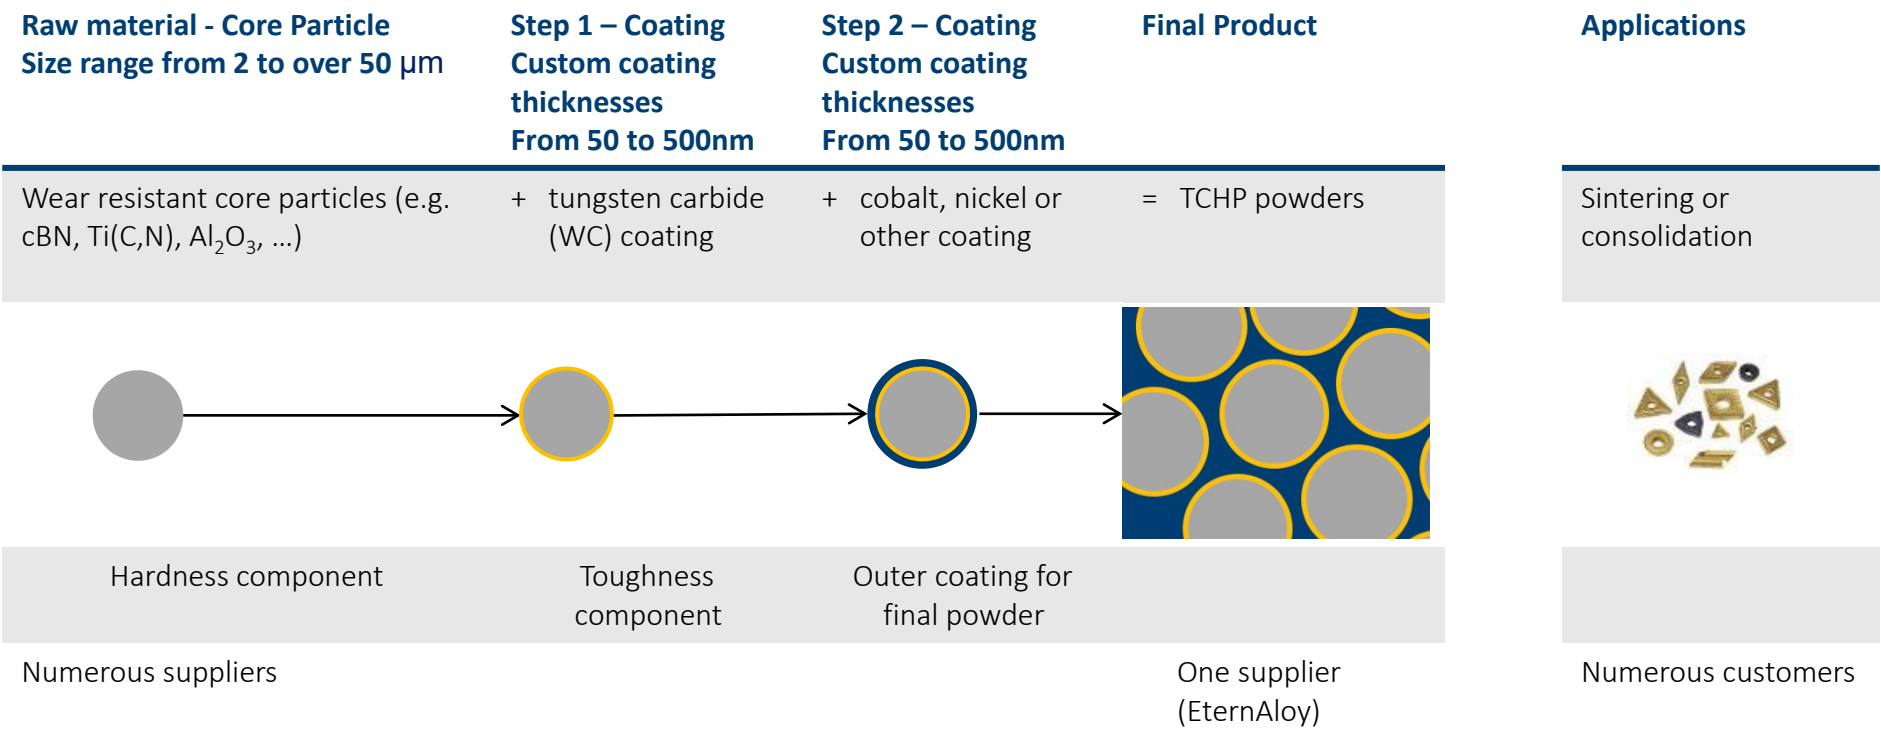 Raw material - Core Particle
Size range from 2 to over 50 μm
Step 1 – Coating
Custom coating
thicknesses
From 50 to 500nm
Step 2 – Coating
Custom coating
thicknesses
From 50 to 500nm
Final Product
Applications
Wear resistant core particles (e.g.
cBN, Ti(C,N), Al₂O₃, ...)
+ tungsten carbide
(WC) coating
+ cobalt, nickel or
other coating
= TCHP powders
Sintering or
consolidation
Hardness component
Toughness
component
Outer coating for
final powder
Numerous suppliers
One supplier
(EternAloy)
Numerous customers